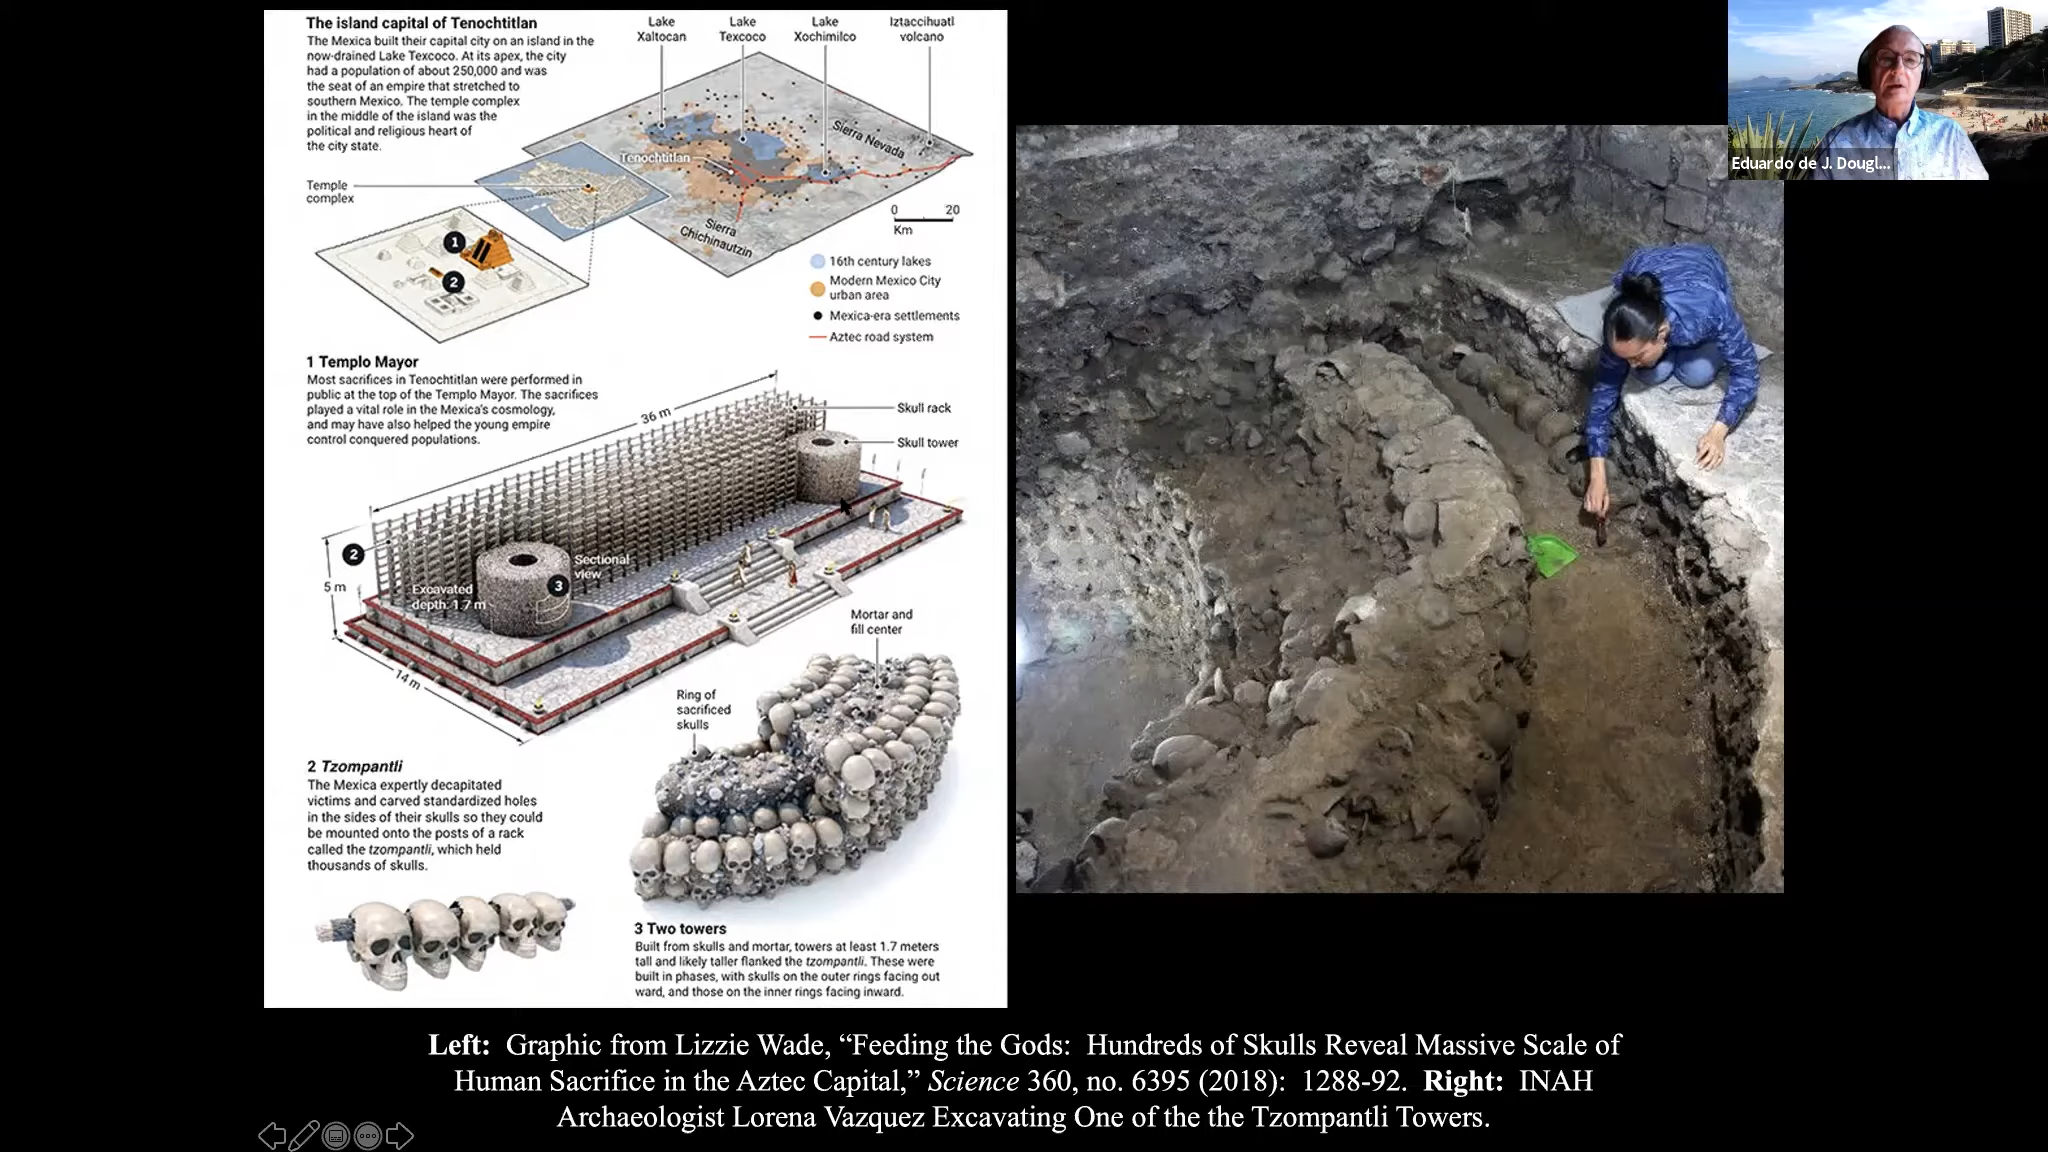 The island capital of Tenochtitlan
The Mexica built their capital city on an island in the
now-drained Lake Texcoco. At its apex, the city
had a population of about 250,000 and was
the seat of an empire that stretched to
southern Mexico. The temple complex
in the middle of the island was the
political and religious heart of
the city state.
Lake
Xaltocan
Lake
Texcoco
Lake
Xochimilco
Iztaccihuatl
volcano
Sierra Nevada
Tenochtitlan
Sierra
Chichinautzin
Temple
complex
1
2
0 20
Km
16th century lakes
Modern Mexico City
urban area
Mexica-era settlements
Aztec road system
1 Templo Mayor
Most sacrifices in Tenochtitlan were performed in
public at the top of the Templo Mayor. The sacrifices
played a vital role in the Mexica's cosmology,
and may have also helped the young empire
control conquered populations.
36 m
Skull rack
Skull tower
2
5 m
Excavated
depth: 1.7 m
3
Sectional
view
14 m
Mortar and
fill center
Ring of
sacrificed
skulls
2 Tzompantli
The Mexica expertly decapitated
victims and carved standardized holes
in the sides of their skulls so they could
be mounted onto the posts of a rack
called the tzompantli, which held
thousands of skulls.
3 Two towers
Built from skulls and mortar, towers at least 1.7 meters
tall and likely taller flanked the tzompantli. These were
built in phases, with skulls on the outer rings facing out
ward, and those on the inner rings facing inward.
Eduardo de J. Dougl...
Left: Graphic from Lizzie Wade, “Feeding the Gods: Hundreds of Skulls Reveal Massive Scale of
Human Sacrifice in the Aztec Capital,” Science 360, no. 6395 (2018): 1288-92. Right: INAH
Archaeologist Lorena Vazquez Excavating One of the the Tzompantli Towers.